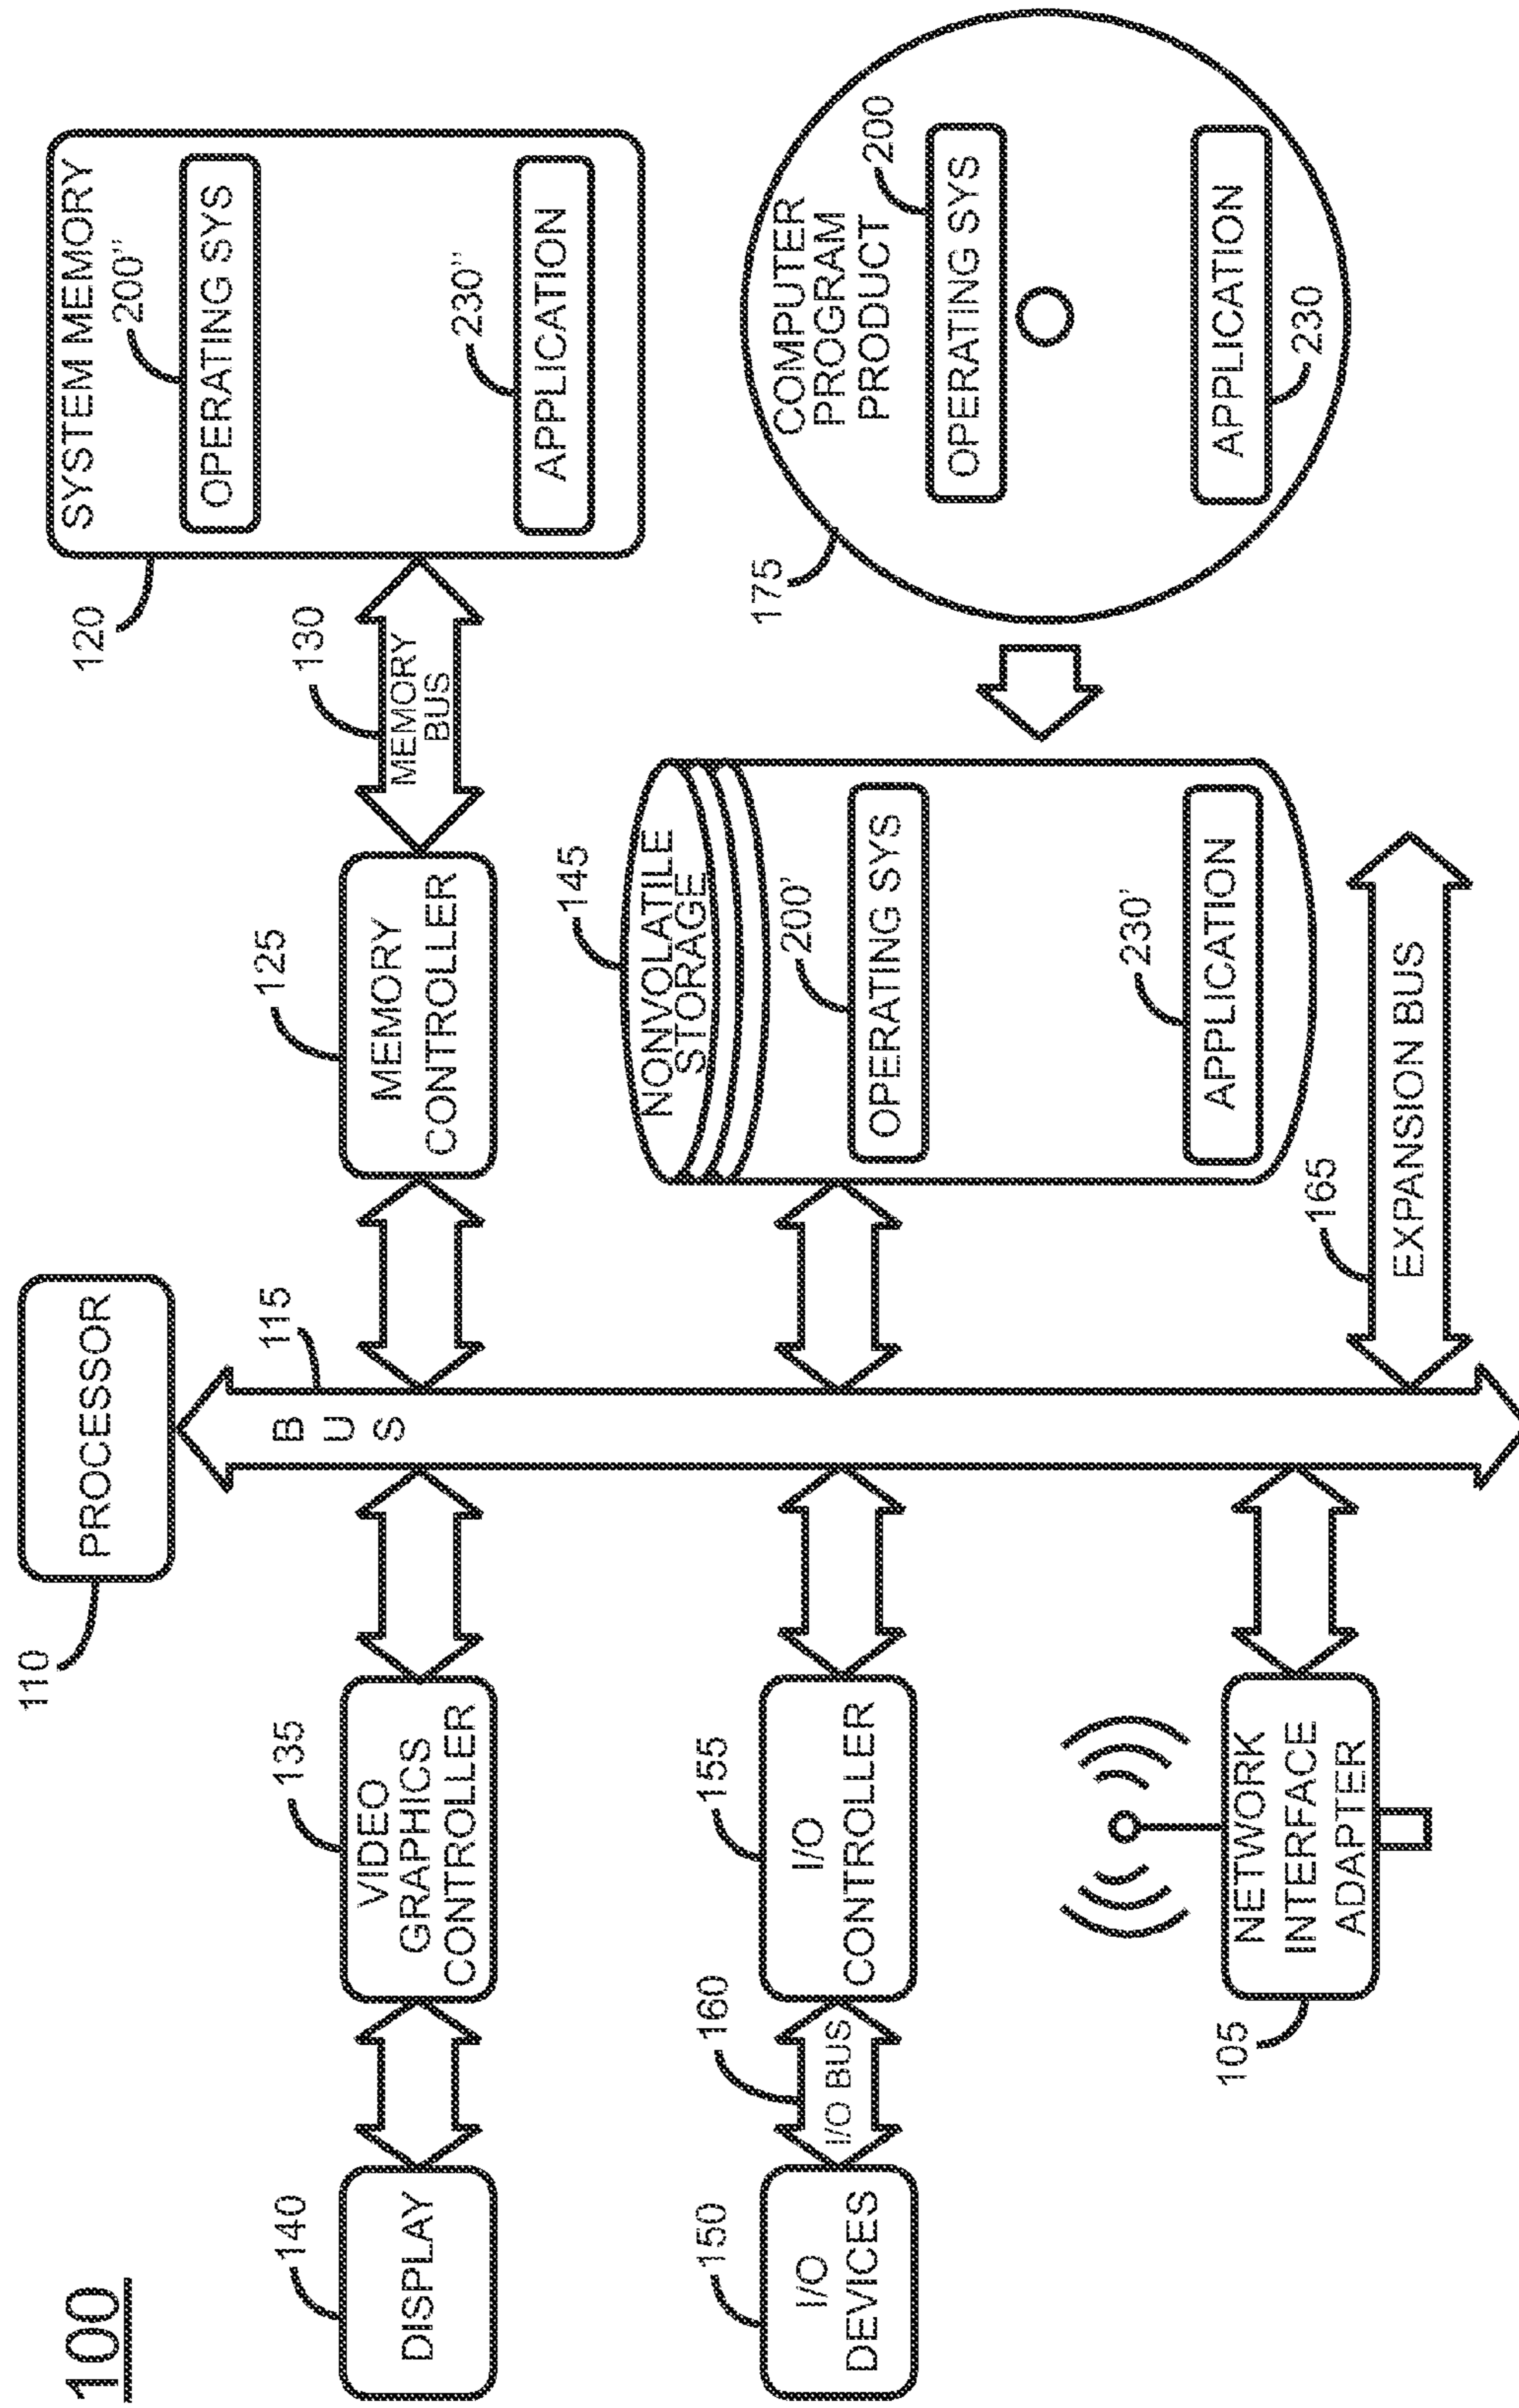 100
110
PROCESSOR
SYSTEM MEMORY
120
200"
OPERATING SYS
230"
APPLICATION
140
DISPLAY
135
VIDEO
GRAPHICS
CONTROLLER
B
U
S
115
125
MEMORY
CONTROLLER
130
MEMORY
BUS
150
I/O
DEVICES
160
I/O BUS
155
I/O
CONTROLLER
145
NONVOLATILE
STORAGE
200'
OPERATING SYS
230'
APPLICATION
175
COMPUTER
PROGRAM
PRODUCT
200
OPERATING SYS
APPLICATION
230
105
NETWORK
INTERFACE
ADAPTER
165
EXPANSION BUS